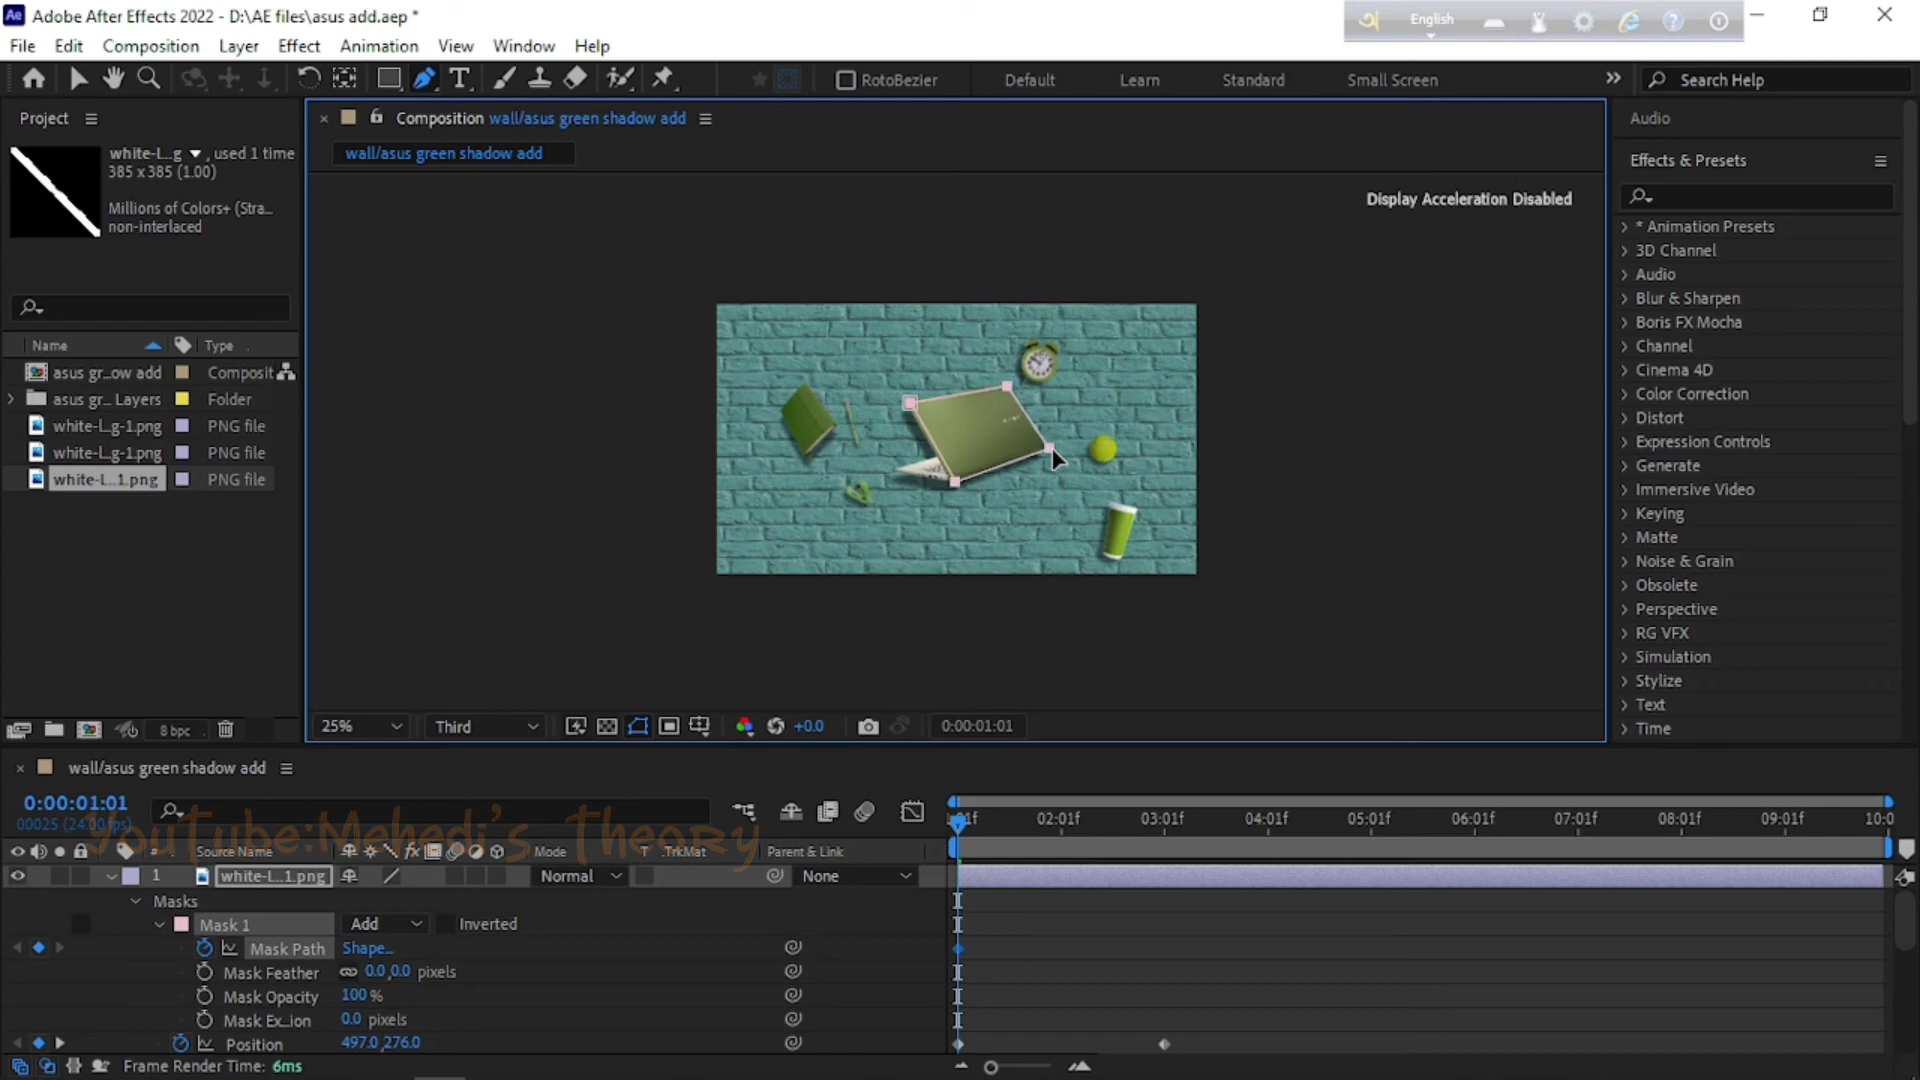 Adobe After Effects 2022 - D:\AE files\asus add.aep *
English
File Edit Composition Layer Effect Animation View Window Help
RotoBezier Default Learn Standard Small Screen Search Help
Project
Composition wall/asus green shadow add
wall/asus green shadow add
white-L...g , used 1 time
385 x 385 (1.00)
Millions of Colors+ (Stra...
non-interlaced
Name Type
asus gr...ow add Composit
asus gr... Layers Folder
white-l...g-1.png PNG file
white-L...g-1.png PNG file
white-L...1.png PNG file
8 bpc
Display Acceleration Disabled
25% Third +0.0 0:00:01:01
Audio
Effects & Presets
* Animation Presets
3D Channel
Audio
Blur & Sharpen
Boris FX Mocha
Channel
Cinema 4D
Color Correction
Distort
Expression Controls
Generate
Immersive Video
Keying
Matte
Noise & Grain
Obsolete
Perspective
RG VFX
Simulation
Stylize
Text
Time
wall/asus green shadow add
0:00:01:01
00025 (24.00 fps)
YouTube:Mehedi's Theory
02:01f 03:01f 04:01f 05:01f 06:01f 07:01f 08:01f 09:01f 10:0
# Source Name fx Mode T .TrkMat Parent & Link
1 white-L...1.png Normal None
Masks
Mask 1 Add Inverted
Mask Path Shape...
Mask Feather 0.0,0.0 pixels
Mask Opacity 100 %
Mask Ex...ion 0.0 pixels
Position 497.0,276.0
Frame Render Time: 6ms